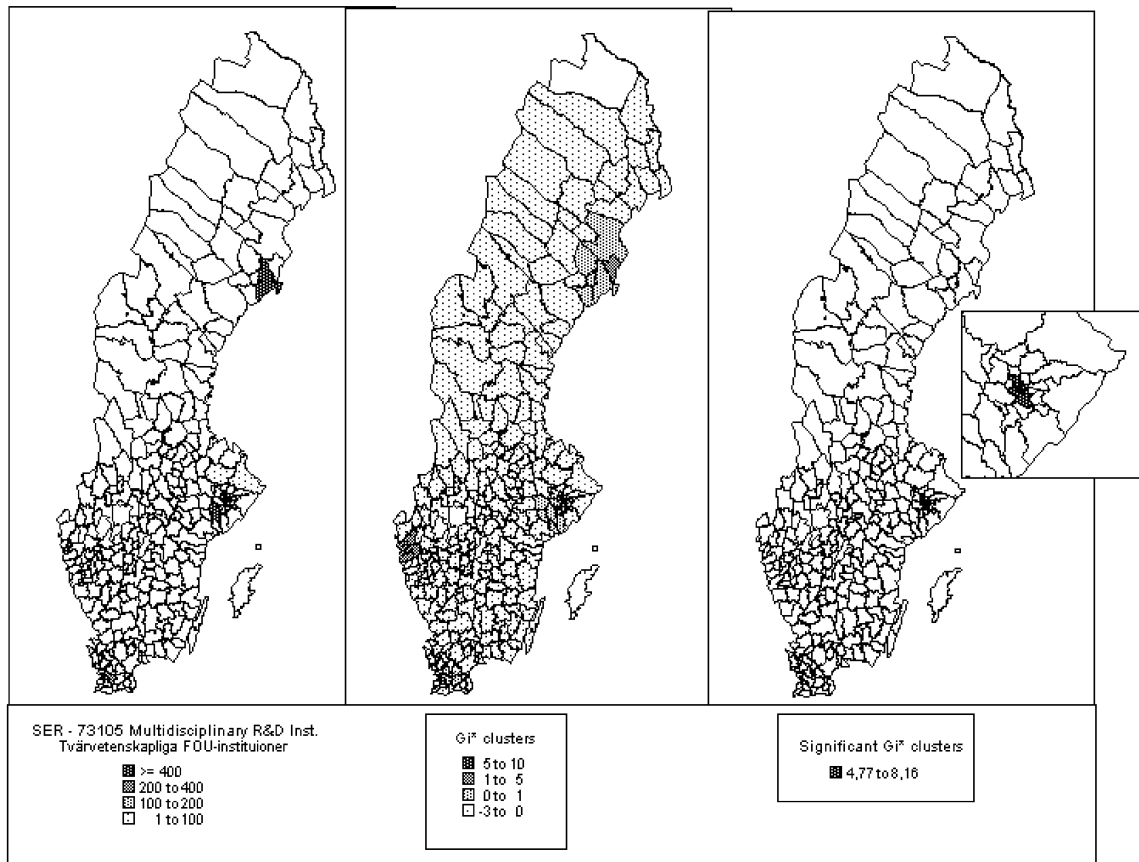 SER - 73105 Multidisciplinary R&D Inst.
Tvärvetenskapliga FOU-instituioner
>= 400
200 to 400
100 to 200
1 to 100
Gi* clusters
5 to 10
1 to 5
0 to 1
-3 to 0
Significant Gi* clusters
4,77 to 8,16